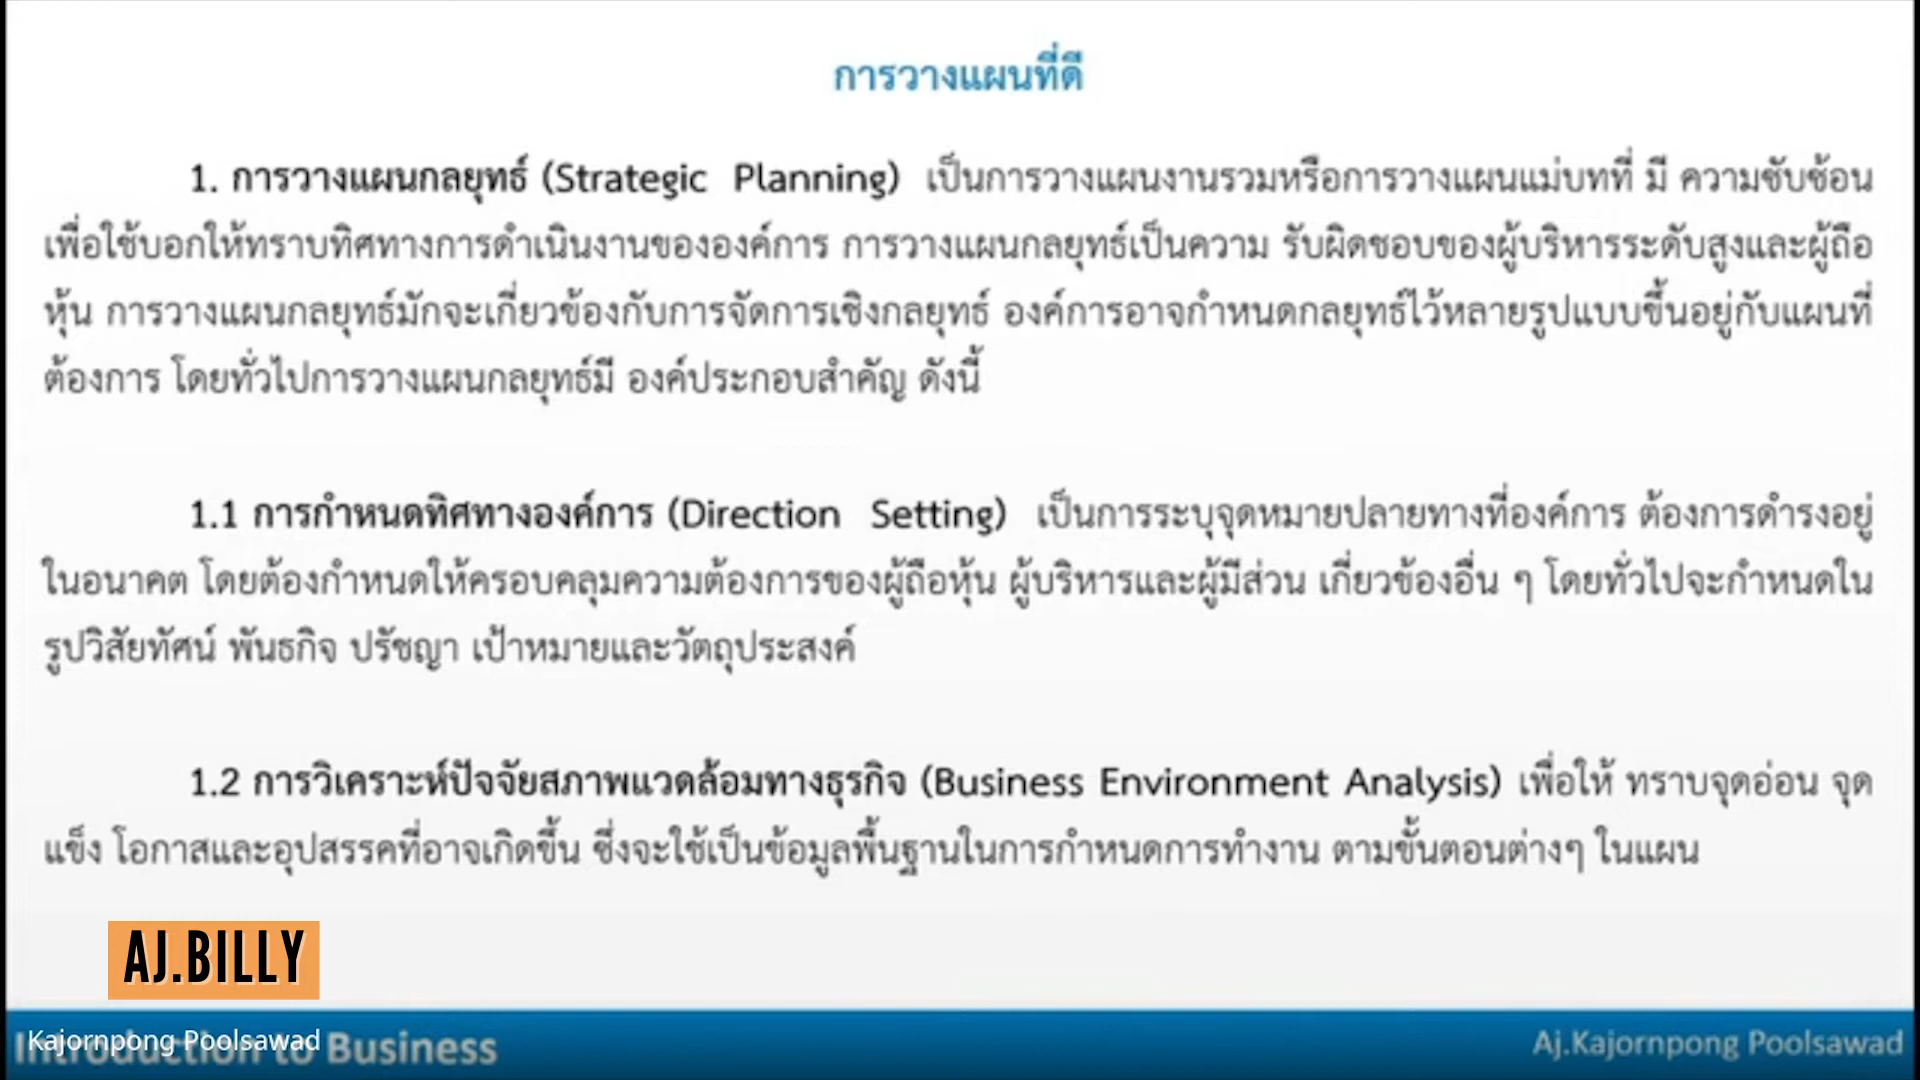 การวางแผนที่ดี
1. การวางแผนกลยุทธ์ (Strategic Planning) เป็นการวางแผนงานรวมหรือการวางแผนแม่บทที่ มี ความซับซ้อน
เพื่อใช้บอกให้ทราบทิศทางการดำเนินงานขององค์การ การวางแผนกลยุทธ์เป็นความ รับผิดชอบของผู้บริหารระดับสูงและผู้ถือ
หุ้น การวางแผนกลยุทธ์มักจะเกี่ยวข้องกับการจัดการเชิงกลยุทธ์ องค์การอาจกำหนดกลยุทธ์ไว้หลายรูปแบบขึ้นอยู่กับแผนที่
ต้องการ โดยทั่วไปการวางแผนกลยุทธ์มี องค์ประกอบสำคัญ ดังนี้
1.1 การกำหนดทิศทางองค์การ (Direction Setting) เป็นการระบุจุดหมายปลายทางที่องค์การ ต้องการดำรงอยู่
ในอนาคต โดยต้องกำหนดให้ครอบคลุมความต้องการของผู้ถือหุ้น ผู้บริหารและผู้มีส่วน เกี่ยวข้องอื่น ๆ โดยทั่วไปจะกำหนดใน
รูปวิสัยทัศน์ พันธกิจ ปรัชญา เป้าหมายและวัตถุประสงค์
1.2 การวิเคราะห์ปัจจัยสภาพแวดล้อมทางธุรกิจ (Business Environment Analysis) เพื่อให้ ทราบจุดอ่อน จุด
แข็ง โอกาสและอุปสรรคที่อาจเกิดขึ้น ซึ่งจะใช้เป็นข้อมูลพื้นฐานในการกำหนดการทำงาน ตามขั้นตอนต่างๆ ในแผน
AJ.BILLY
Kajornpong Poolsawad
Introduction to Business
Aj.Kajornpong Poolsawad